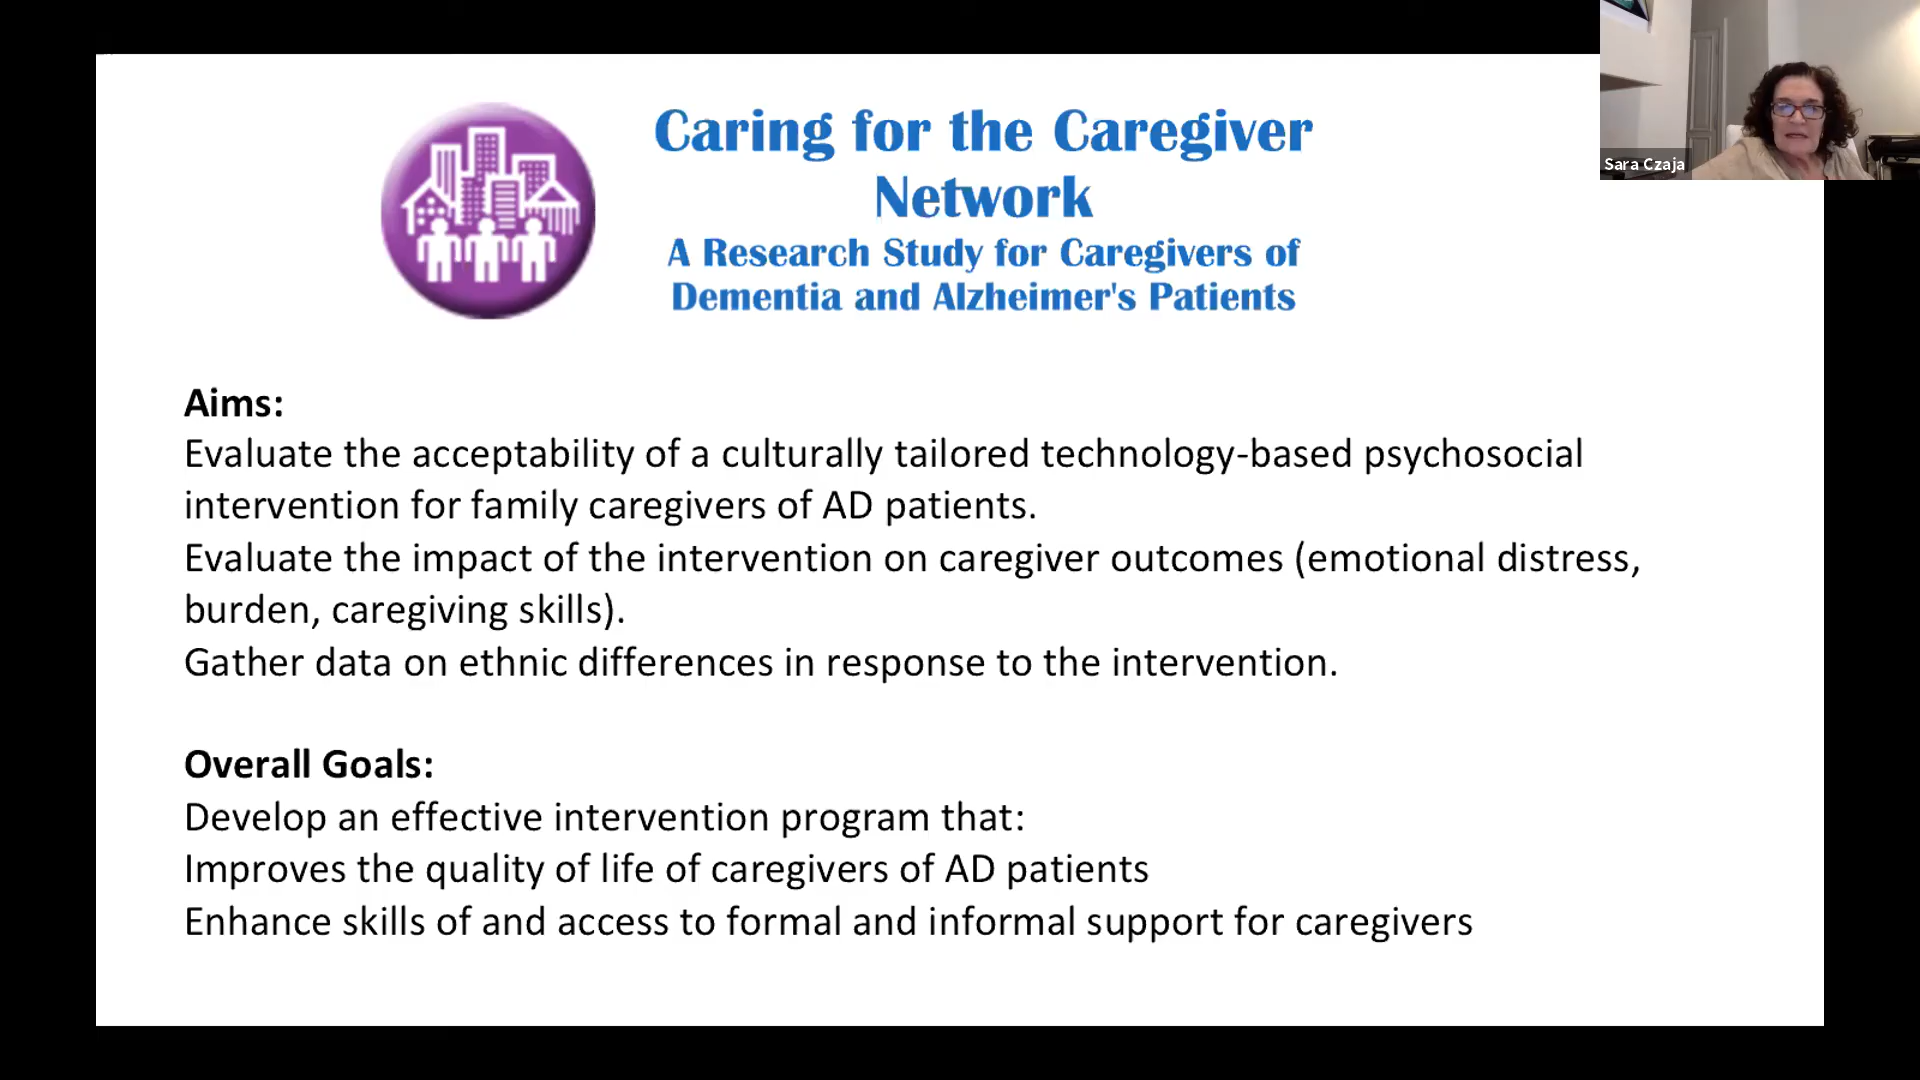 Caring for the Caregiver
Network
A Research Study for Caregivers of
Dementia and Alzheimer's Patients
Sara Czaja
Aims:
Evaluate the acceptability of a culturally tailored technology-based psychosocial
intervention for family caregivers of AD patients.
Evaluate the impact of the intervention on caregiver outcomes (emotional distress,
burden, caregiving skills).
Gather data on ethnic differences in response to the intervention.
Overall Goals:
Develop an effective intervention program that:
Improves the quality of life of caregivers of AD patients
Enhance skills of and access to formal and informal support for caregivers